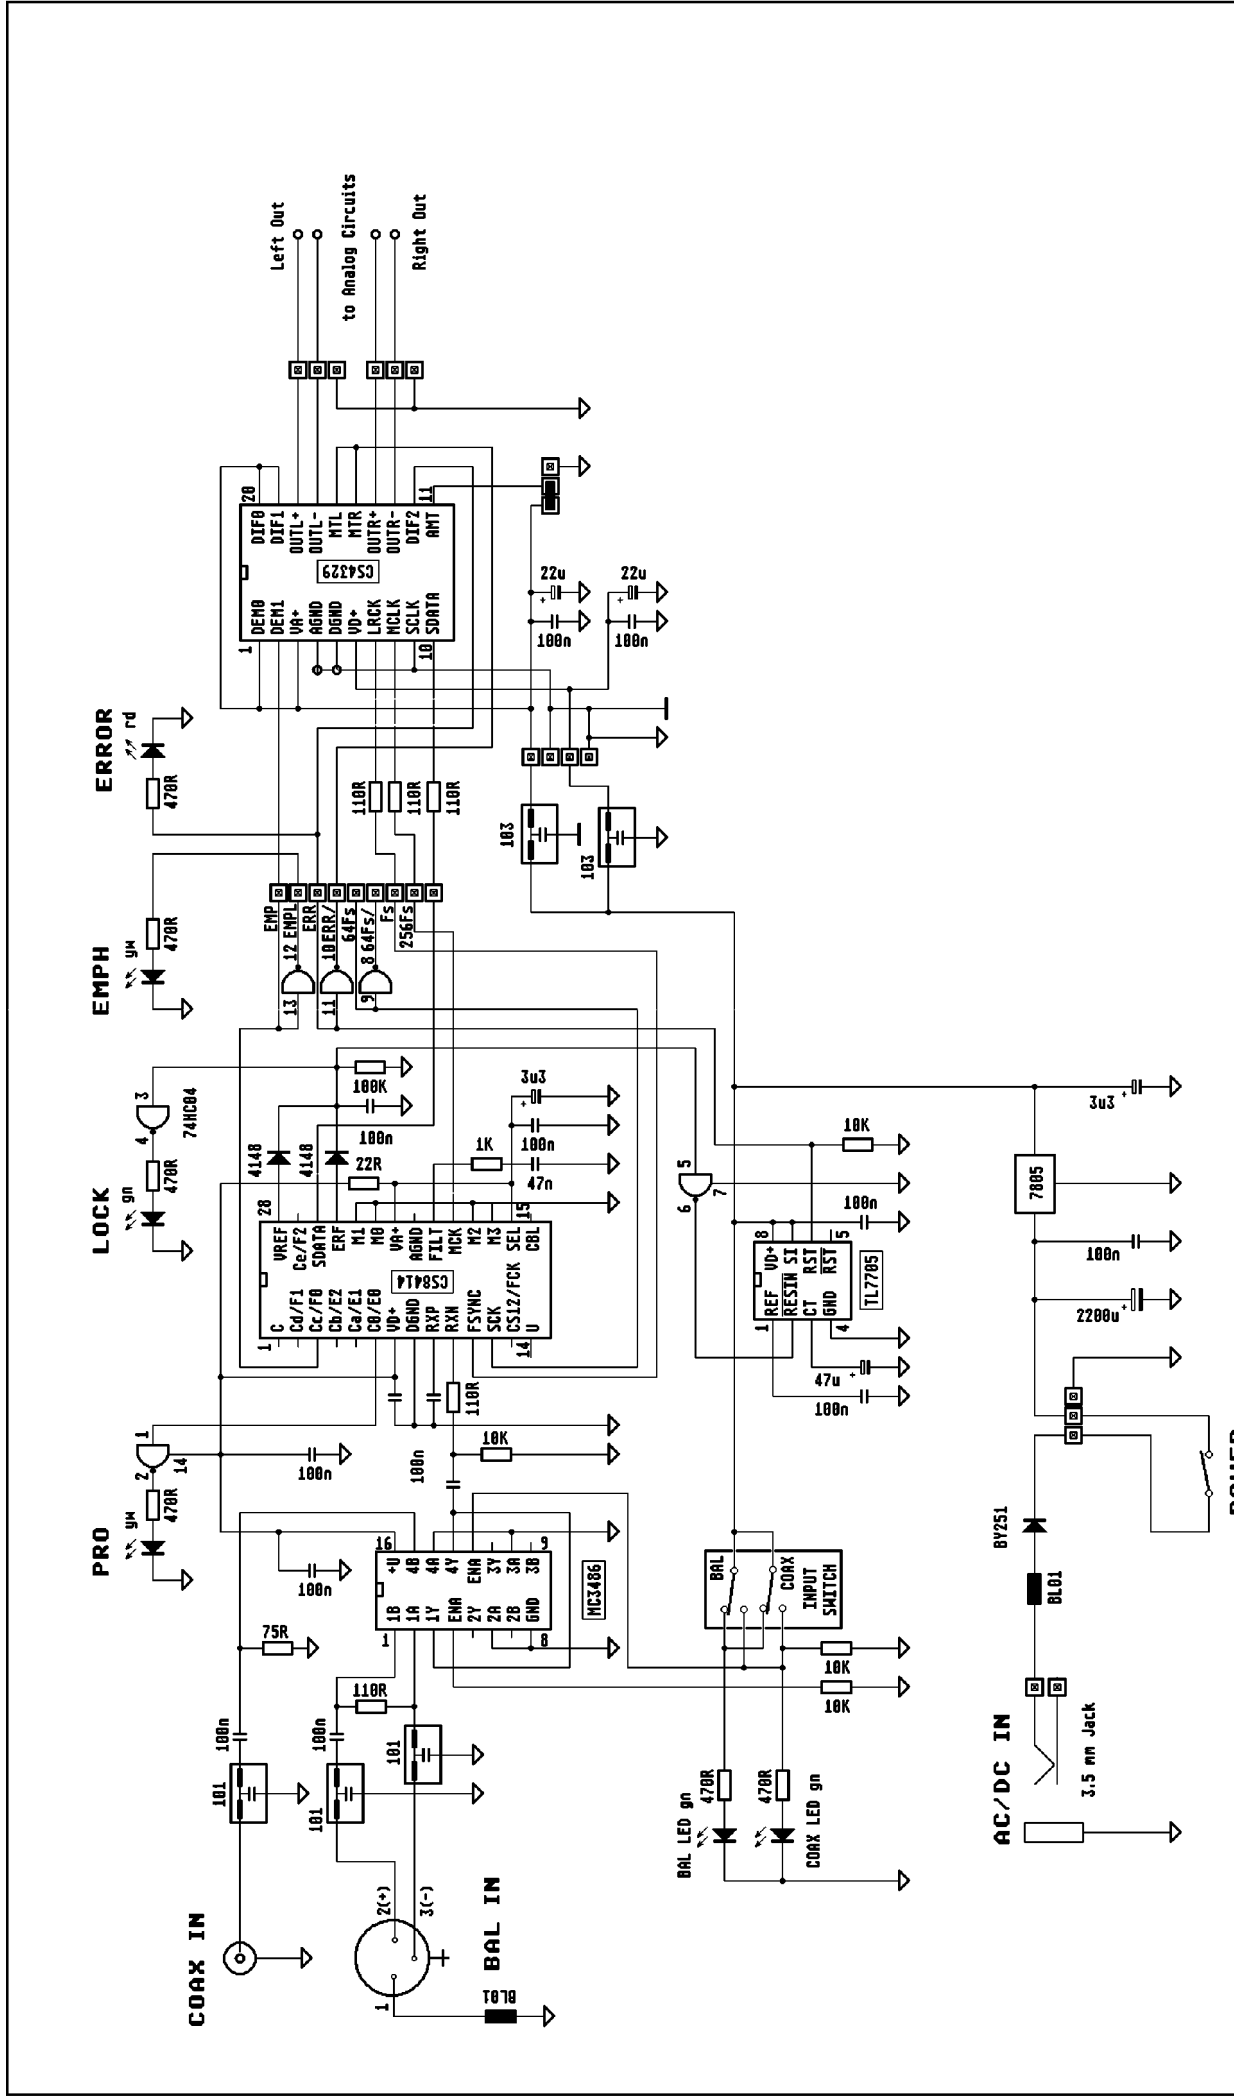 COAX IN
BAL IN
2(+)
3(-)
1
BL01
101
100n
75R
101
100n
110R
101
PRO
yw
470R
2
1
14
100n
100n
16
9
+U
4B
4A
4Y
ENA
3Y
3A
3B
1B
1A
1Y
ENA
2Y
2A
2B
GND
1
8
MC3486
100n
10K
110R
LOCK
gn
470R
4
3
74HC04
28
15
VREF
Ce/F2
SDATA
ERF
M1
M0
VA+
AGND
FILT
MCK
M2
M3
SEL
CBL
CS8414
C
Cd/F1
Cc/F0
Cb/E2
Ca/E1
C0/E0
VD+
DGND
RXP
RXN
FSYNC
SCK
CS12/FCK
U
1
14
4148
4148
22R
100K
100n
1K
47n
100n
3u3
EMPH
yw
470R
13
12
11
10
9
8
EMP
EMPL
ERR
ERR/
64Fs
64Fs/
Fs
256Fs
ERROR
rd
470R
110R
110R
110R
103
103
1
10
DEM0
DEM1
VA+
AGND
DGND
VD+
LRCK
MCLK
SCLK
SDATA
CS4329
DIF0
DIF1
OUTL+
OUTL-
MTL
MTR
OUTR+
OUTR-
DIF2
AMT
20
11
22u
100n
22u
100n
Left Out
to Analog Circuits
Right Out
BAL LED gn
470R
COAX LED gn
470R
10K
10K
BAL
COAX
INPUT
SWITCH
6
5
7
8
5
VD+
SI
RST
RST
REF
RESIN
CT
GND
1
4
TL7705
10K
100n
47u
100n
AC/DC IN
3.5 mm Jack
BL01
BY251
2200u
100n
7805
3u3